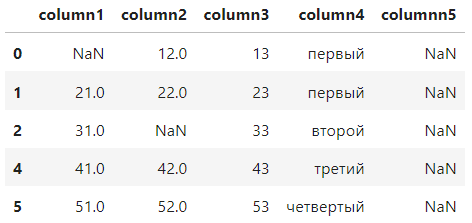 column1 column2 column3 column4 columnn5
0 NaN 12.0 13 первый NaN
1 21.0 22.0 23 первый NaN
2 31.0 NaN 33 второй NaN
4 41.0 42.0 43 третий NaN
5 51.0 52.0 53 четвертый NaN